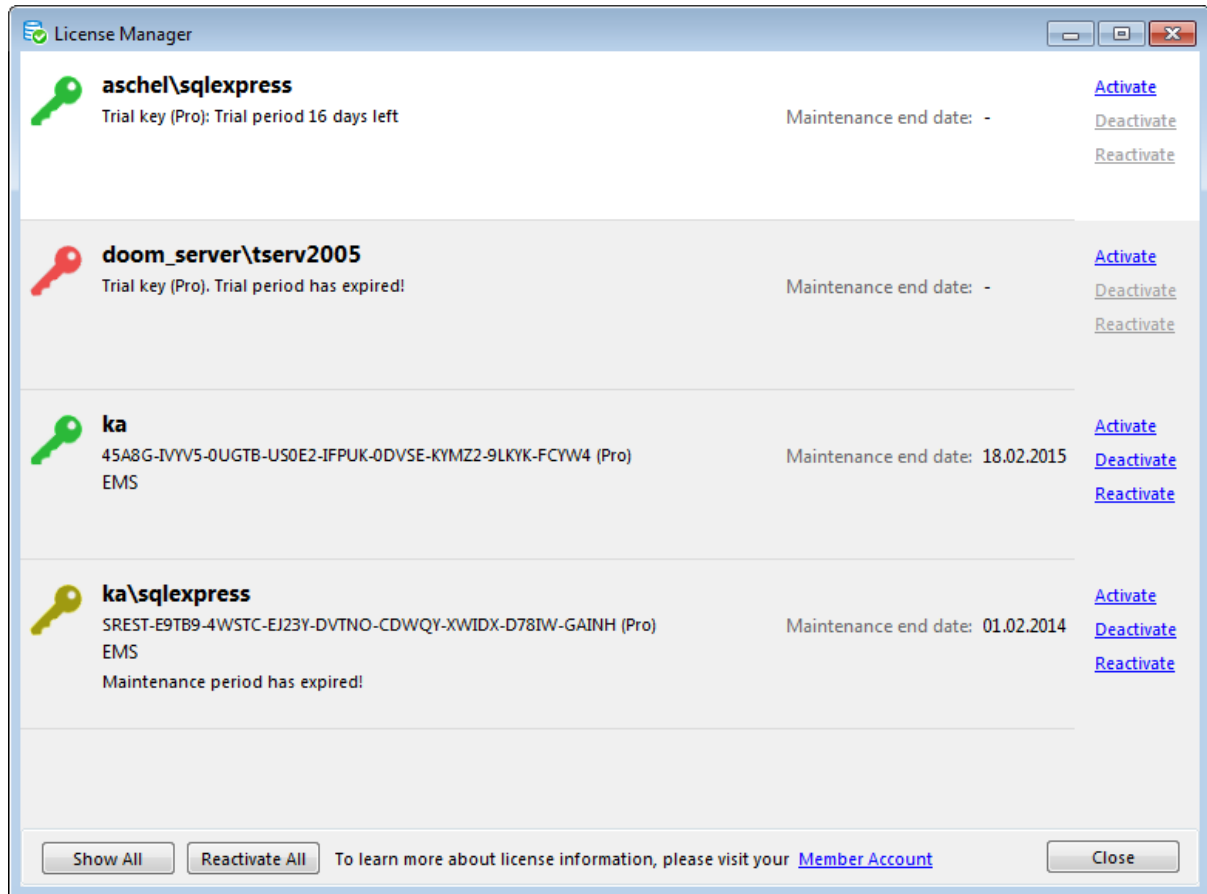 License Manager
aschel\sqlexpress
Trial key (Pro): Trial period 16 days left
Maintenance end date: -
Activate
Deactivate
Reactivate
doom_server\tserv2005
Trial key (Pro). Trial period has expired!
Maintenance end date: -
Activate
Deactivate
Reactivate
ka
45A8G-IVYV5-0UGTB-US0E2-IFPUK-0DVSE-KYMZ2-9LKYK-FCYW4 (Pro)
EMS
Maintenance end date: 18.02.2015
Activate
Deactivate
Reactivate
ka\sqlexpress
SREST-E9TB9-4WSTC-EJ23Y-DVTNO-CDWQY-XWIDX-D78IW-GAINH (Pro)
EMS
Maintenance period has expired!
Maintenance end date: 01.02.2014
Activate
Deactivate
Reactivate
Show All
Reactivate All
To learn more about license information, please visit your Member Account
Close